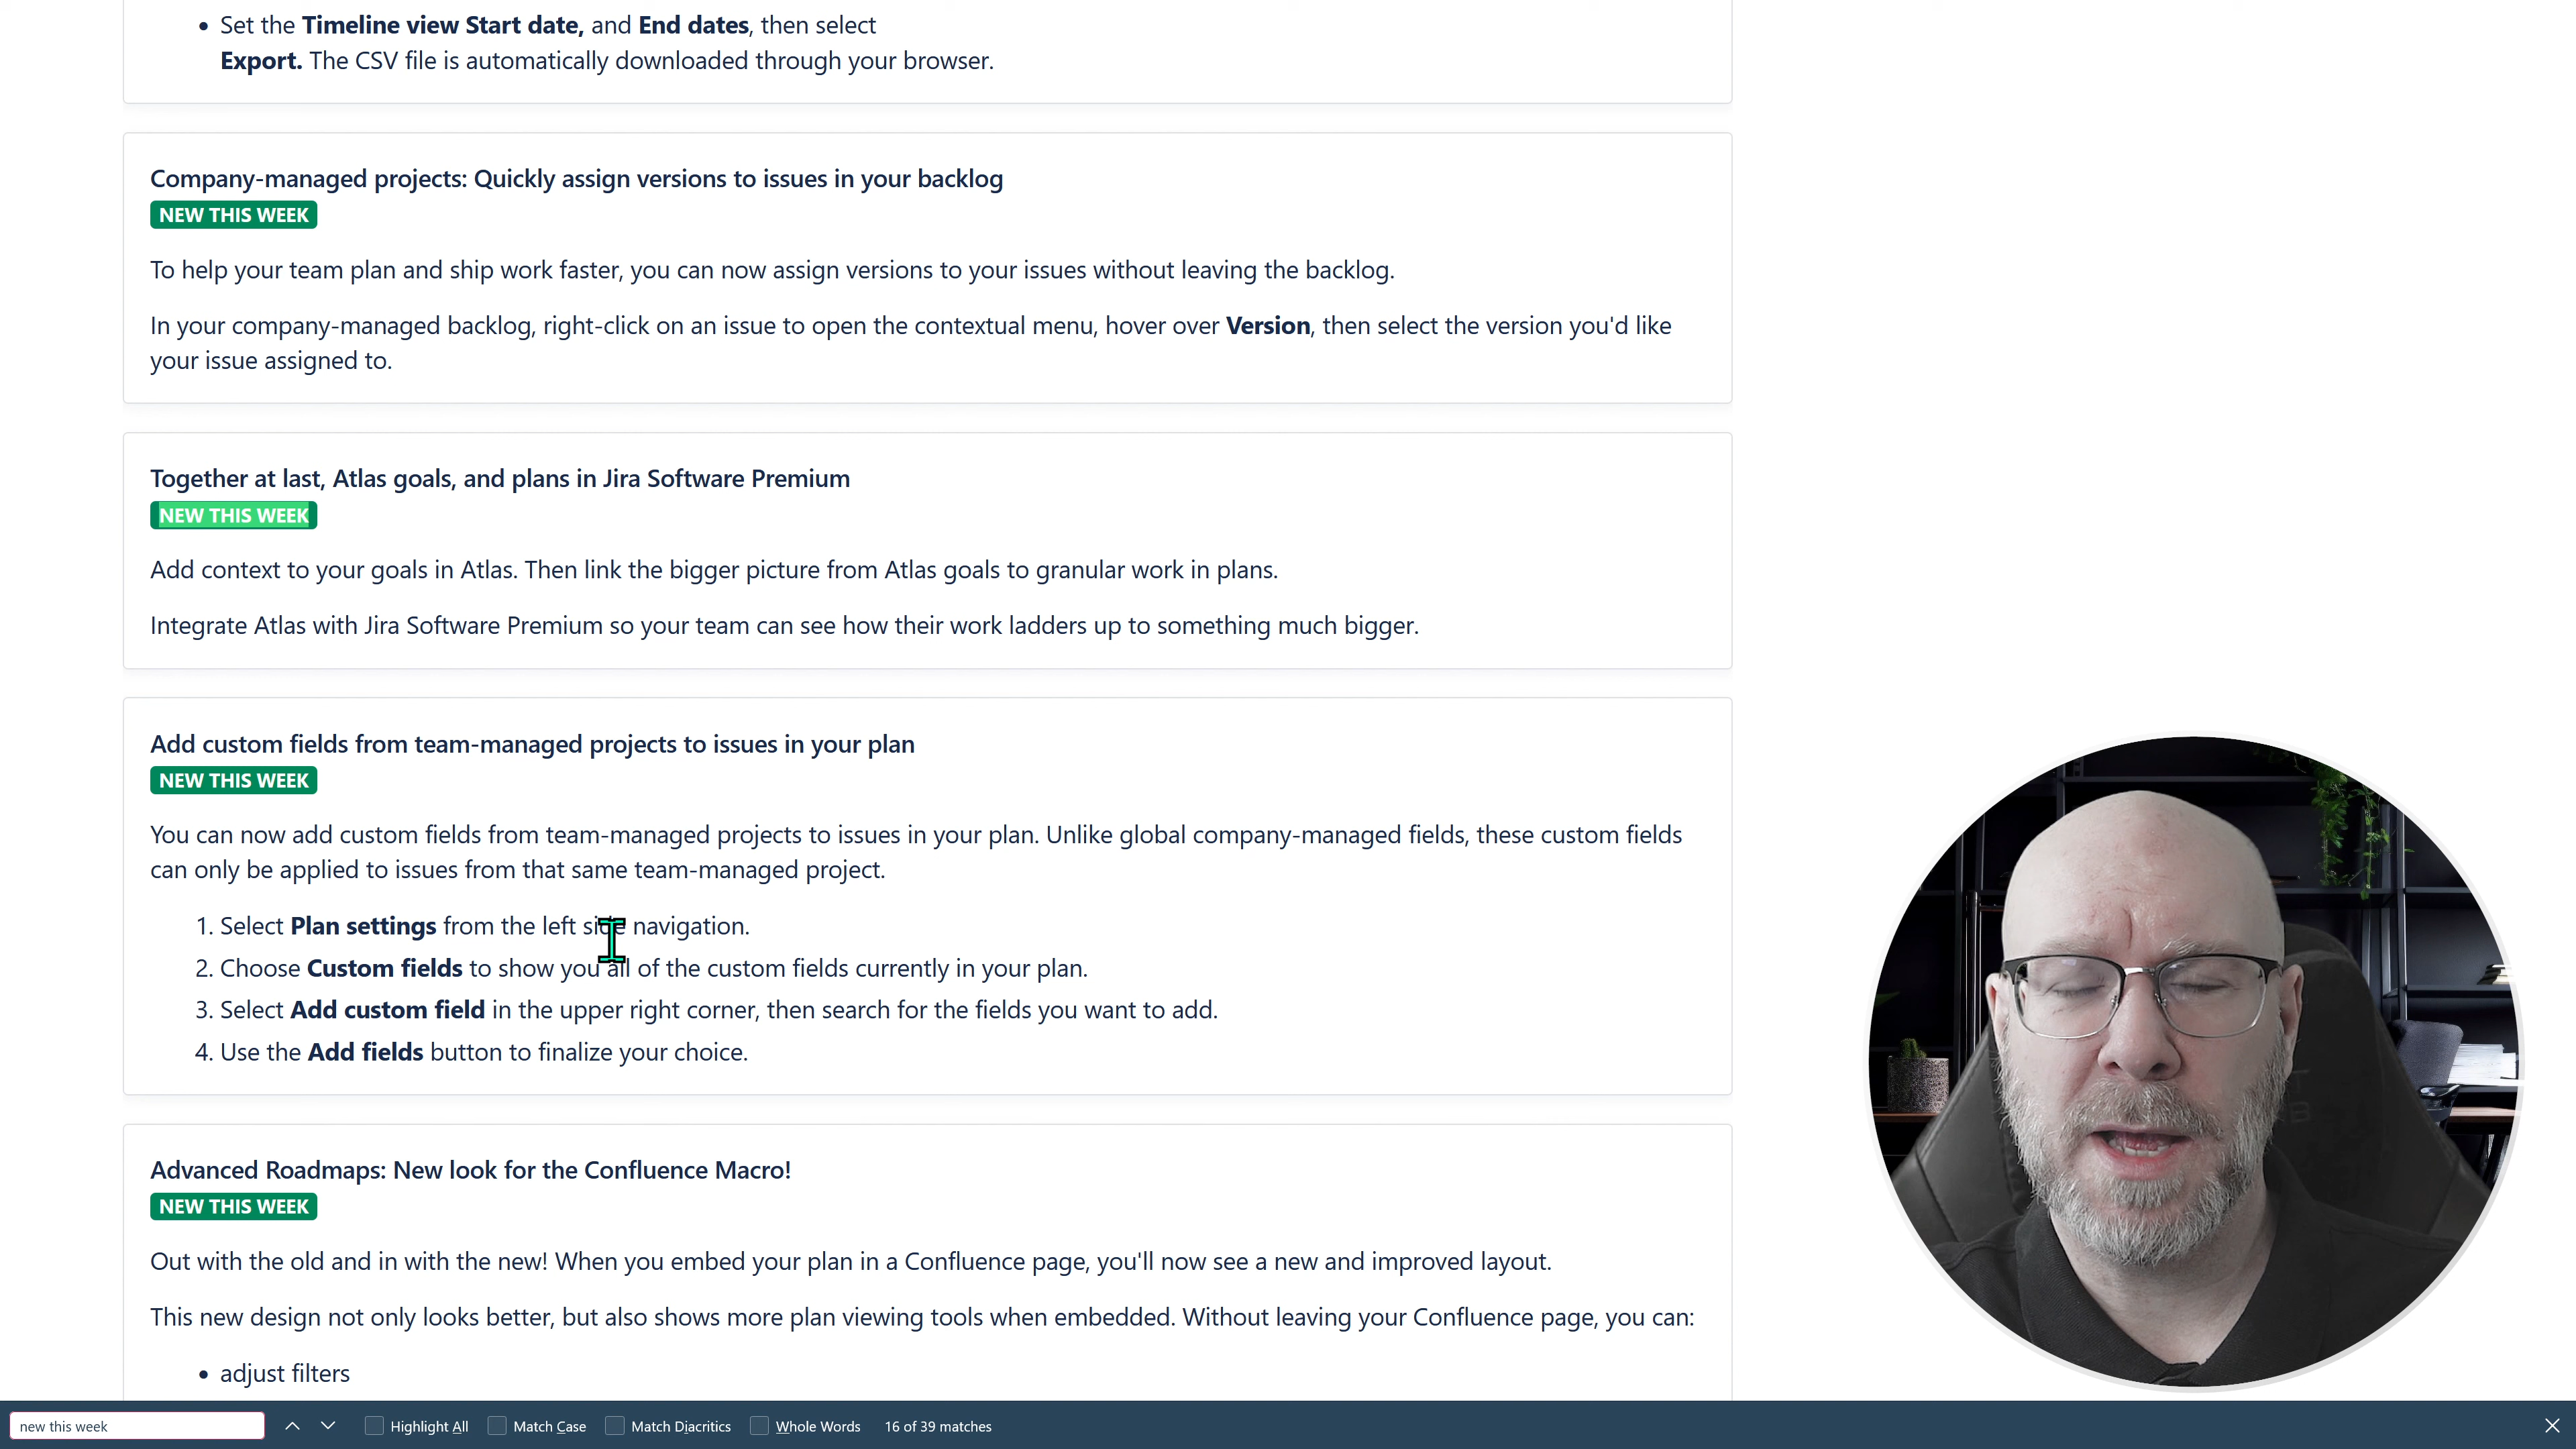 • Set the Timeline view Start date, and End dates, then select
Export. The CSV file is automatically downloaded through your browser.
Company-managed projects: Quickly assign versions to issues in your backlog
NEW THIS WEEK
To help your team plan and ship work faster, you can now assign versions to your issues without leaving the backlog.
In your company-managed backlog, right-click on an issue to open the contextual menu, hover over Version, then select the version you'd like
your issue assigned to.
Together at last, Atlas goals, and plans in Jira Software Premium
NEW THIS WEEK
Add context to your goals in Atlas. Then link the bigger picture from Atlas goals to granular work in plans.
Integrate Atlas with Jira Software Premium so your team can see how their work ladders up to something much bigger.
Add custom fields from team-managed projects to issues in your plan
NEW THIS WEEK
You can now add custom fields from team-managed projects to issues in your plan. Unlike global company-managed fields, these custom fields
can only be applied to issues from that same team-managed project.
1. Select Plan settings from the left side navigation.
2. Choose Custom fields to show you all of the custom fields currently in your plan.
3. Select Add custom field in the upper right corner, then search for the fields you want to add.
4. Use the Add fields button to finalize your choice.
Advanced Roadmaps: New look for the Confluence Macro!
NEW THIS WEEK
Out with the old and in with the new! When you embed your plan in a Confluence page, you'll now see a new and improved layout.
This new design not only looks better, but also shows more plan viewing tools when embedded. Without leaving your Confluence page, you can:
• adjust filters
new this week Highlight All Match Case Match Diacritics Whole Words 16 of 39 matches